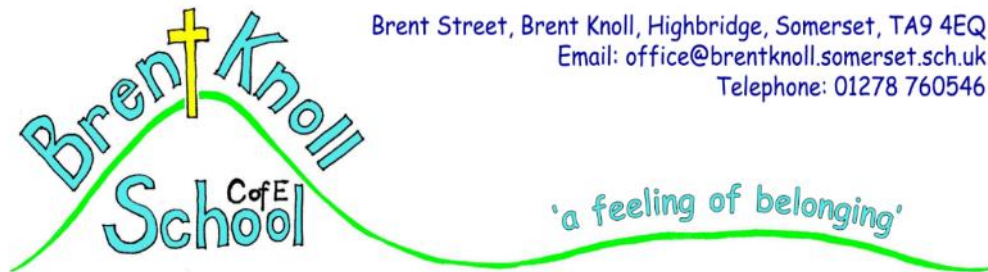 Brent Street, Brent Knoll, Highbridge, Somerset, TA9 4EQ
Email: office@brentknoll.somerset.sch.uk
Telephone: 01278 760546
Brent Knoll
CofE
School
'a feeling of belonging'